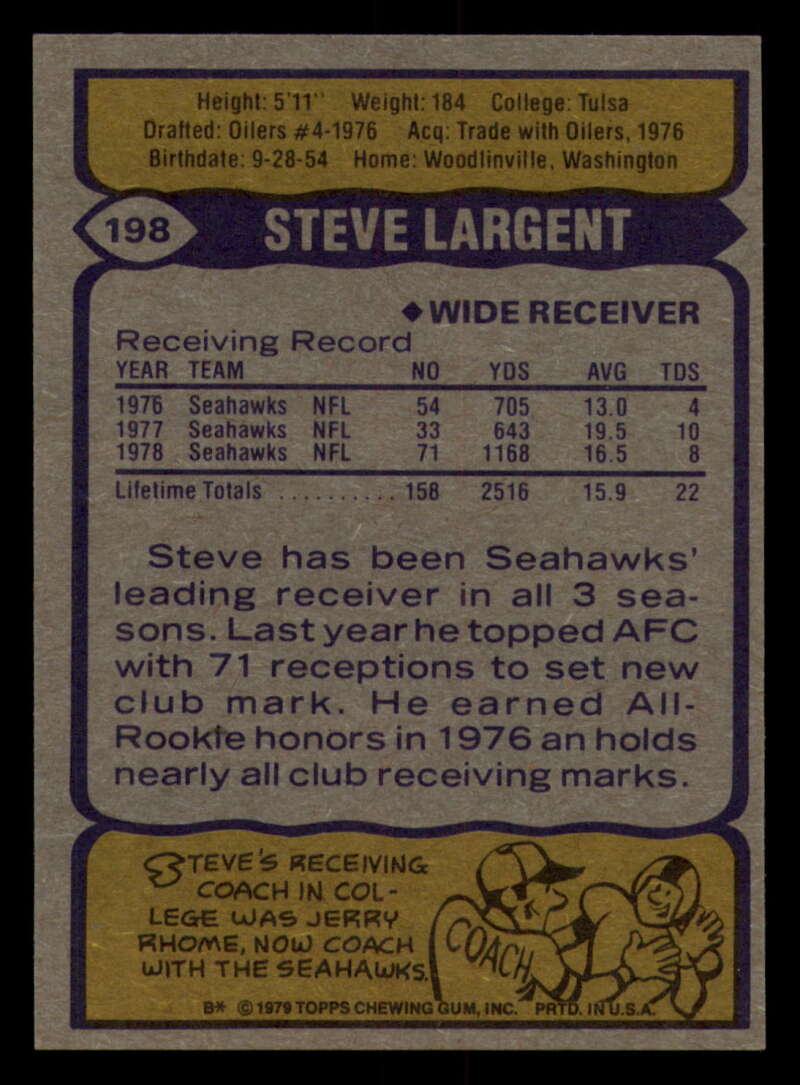 Height: 5'11" Weight: 184 College: Tulsa
Drafted: Oilers #4-1976 Acq: Trade with Oilers, 1976
Birthdate: 9-28-54 Home: Woodlinville, Washington
198 STEVE LARGENT
◆ WIDE RECEIVER
Receiving Record
YEAR TEAM NO YDS AVG TDS
1976 Seahawks NFL 54 705 13.0 4
1977 Seahawks NFL 33 643 19.5 10
1978 Seahawks NFL 71 1168 16.5 8
Lifetime Totals .......... 158 2516 15.9 22
Steve has been Seahawks'
leading receiver in all 3 sea-
sons. Last year he topped AFC
with 71 receptions to set new
club mark. He earned All-
Rookie honors in 1976 an holds
nearly all club receiving marks.
STEVE'S RECEIVING
COACH IN COL-
LEGE WAS JERRY
RHOME, NOW COACH
WITH THE SEAHAWKS.
COACH
B* © 1979 TOPPS CHEWING GUM, INC. PRTD. IN U.S.A.